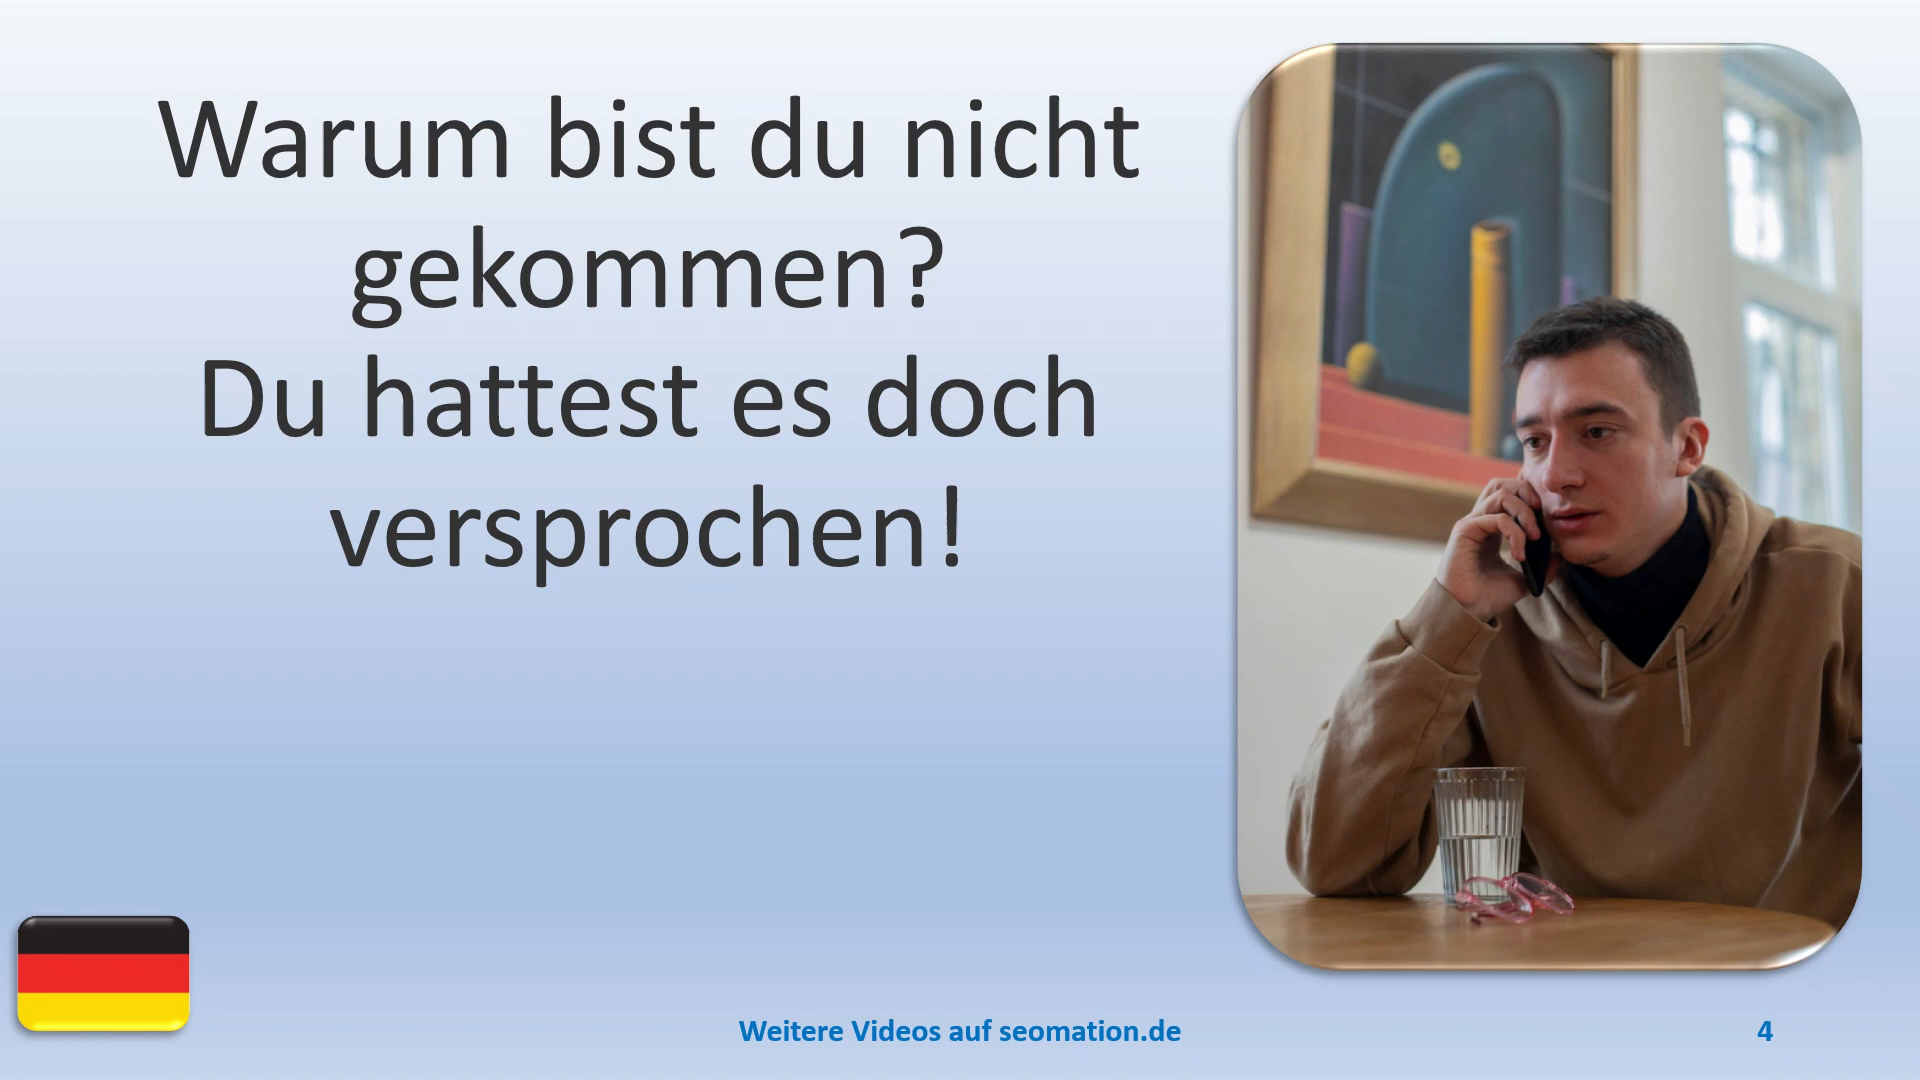 Warum bist du nicht
gekommen?
Du hattest es doch
versprochen!
Weitere Videos auf seomation.de
4